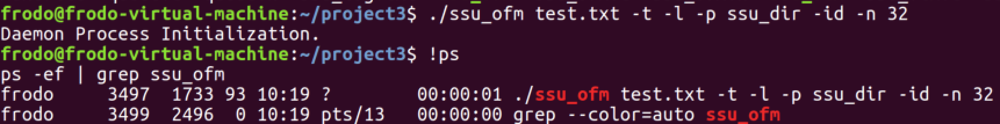 frodo@frodo-virtual-machine:~/project3$ ./ssu_ofm test.txt -t -l -p ssu_dir -id -n 32
Daemon Process Initialization.
frodo@frodo-virtual-machine:~/project3$ !ps
ps -ef | grep ssu_ofm
frodo      3497  1733 93 10:19 ?        00:00:01 ./ssu_ofm test.txt -t -l -p ssu_dir -id -n 32
frodo      3499  2496  0 10:19 pts/13   00:00:00 grep --color=auto ssu_ofm